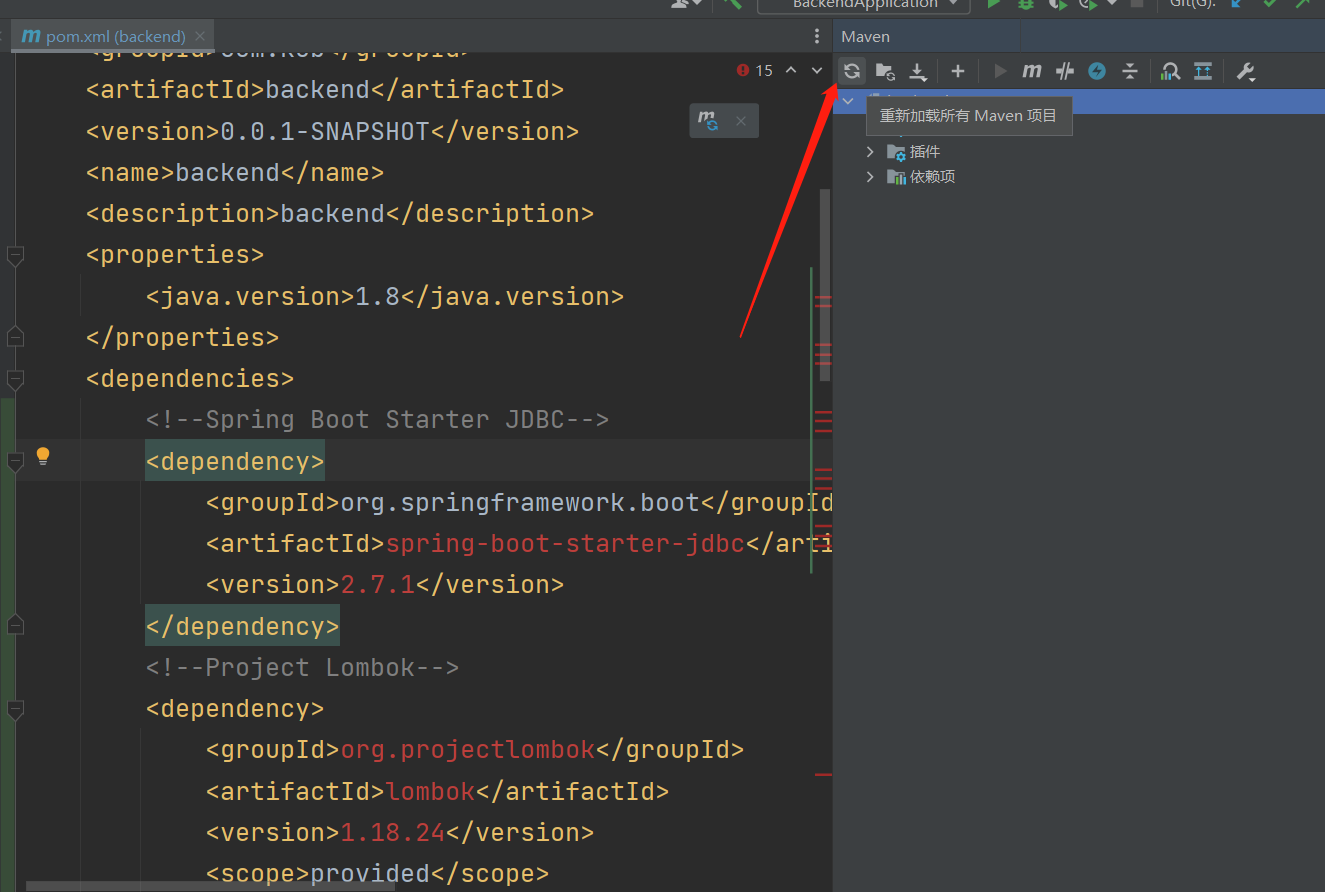 BackendApplication
Git(G):
pom.xml (backend)
Maven
15
<artifactId>backend</artifactId>
<version>0.0.1-SNAPSHOT</version>
<name>backend</name>
<description>backend</description>
<properties>
<java.version>1.8</java.version>
</properties>
<dependencies>
<!--Spring Boot Starter JDBC-->
<dependency>
<groupId>org.springframework.boot</groupId
<artifactId>spring-boot-starter-jdbc</arti
<version>2.7.1</version>
</dependency>
<!--Project Lombok-->
<dependency>
<groupId>org.projectlombok</groupId>
<artifactId>lombok</artifactId>
<version>1.18.24</version>
<scope>provided</scope>
重新加载所有 Maven 项目
插件
依赖项